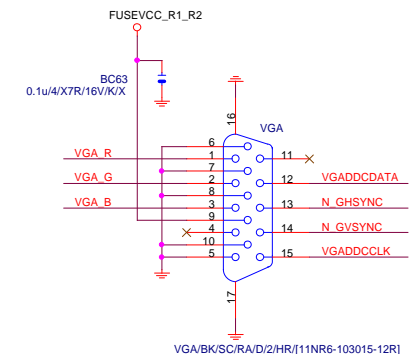 FUSEVCC_R1_R2
BC63
0.1u/4/X7R/16V/K/X
16
VGA
6
VGA_R 1 11
7
VGA_G 2 12 VGADDCDATA
8
VGA_B 3 13 N_GHSYNC
9
4 14 N_GVSYNC
10
5 15 VGADDCCLK
17
VGA/BK/SC/RA/D/2/HR/[11NR6-103015-12R]